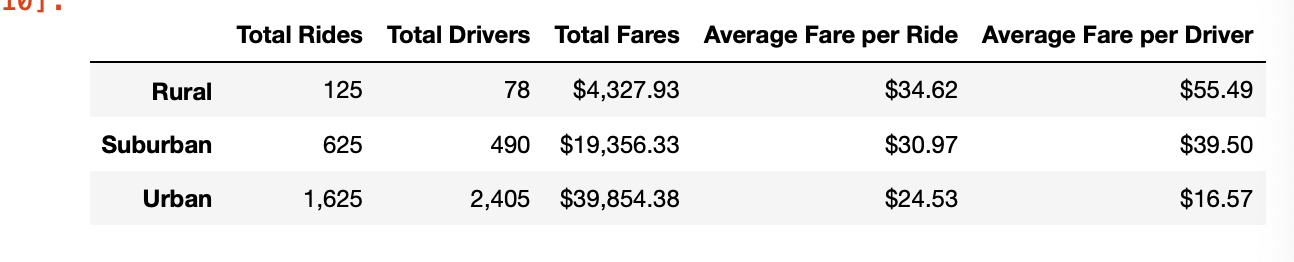 10]:
Total Rides Total Drivers Total Fares Average Fare per Ride Average Fare per Driver
Rural 125 78 $4,327.93 $34.62 $55.49
Suburban 625 490 $19,356.33 $30.97 $39.50
Urban 1,625 2,405 $39,854.38 $24.53 $16.57